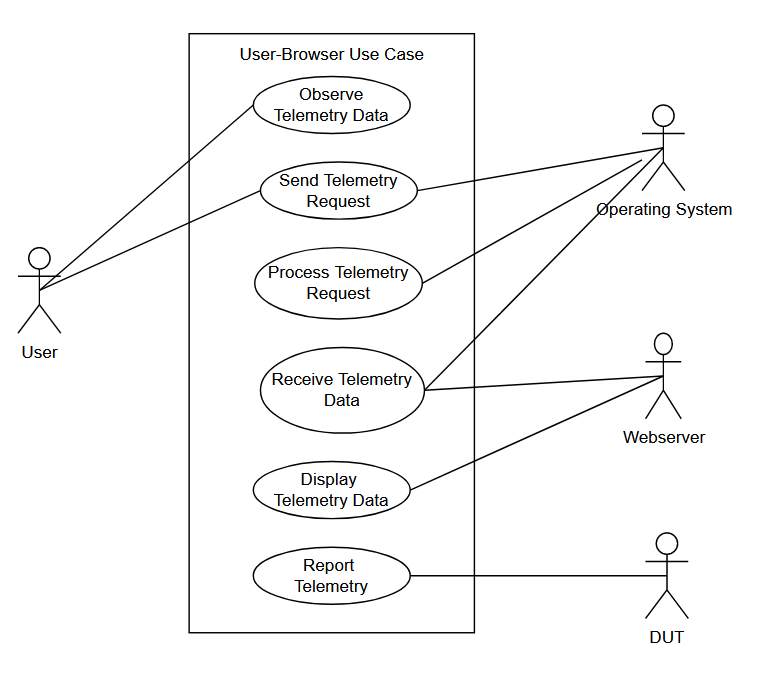 User-Browser Use Case
Observe
Telemetry Data
Send Telemetry
Request
Operating System
Process Telemetry
Request
User
Receive Telemetry
Data
Webserver
Display
Telemetry Data
Report
Telemetry
DUT